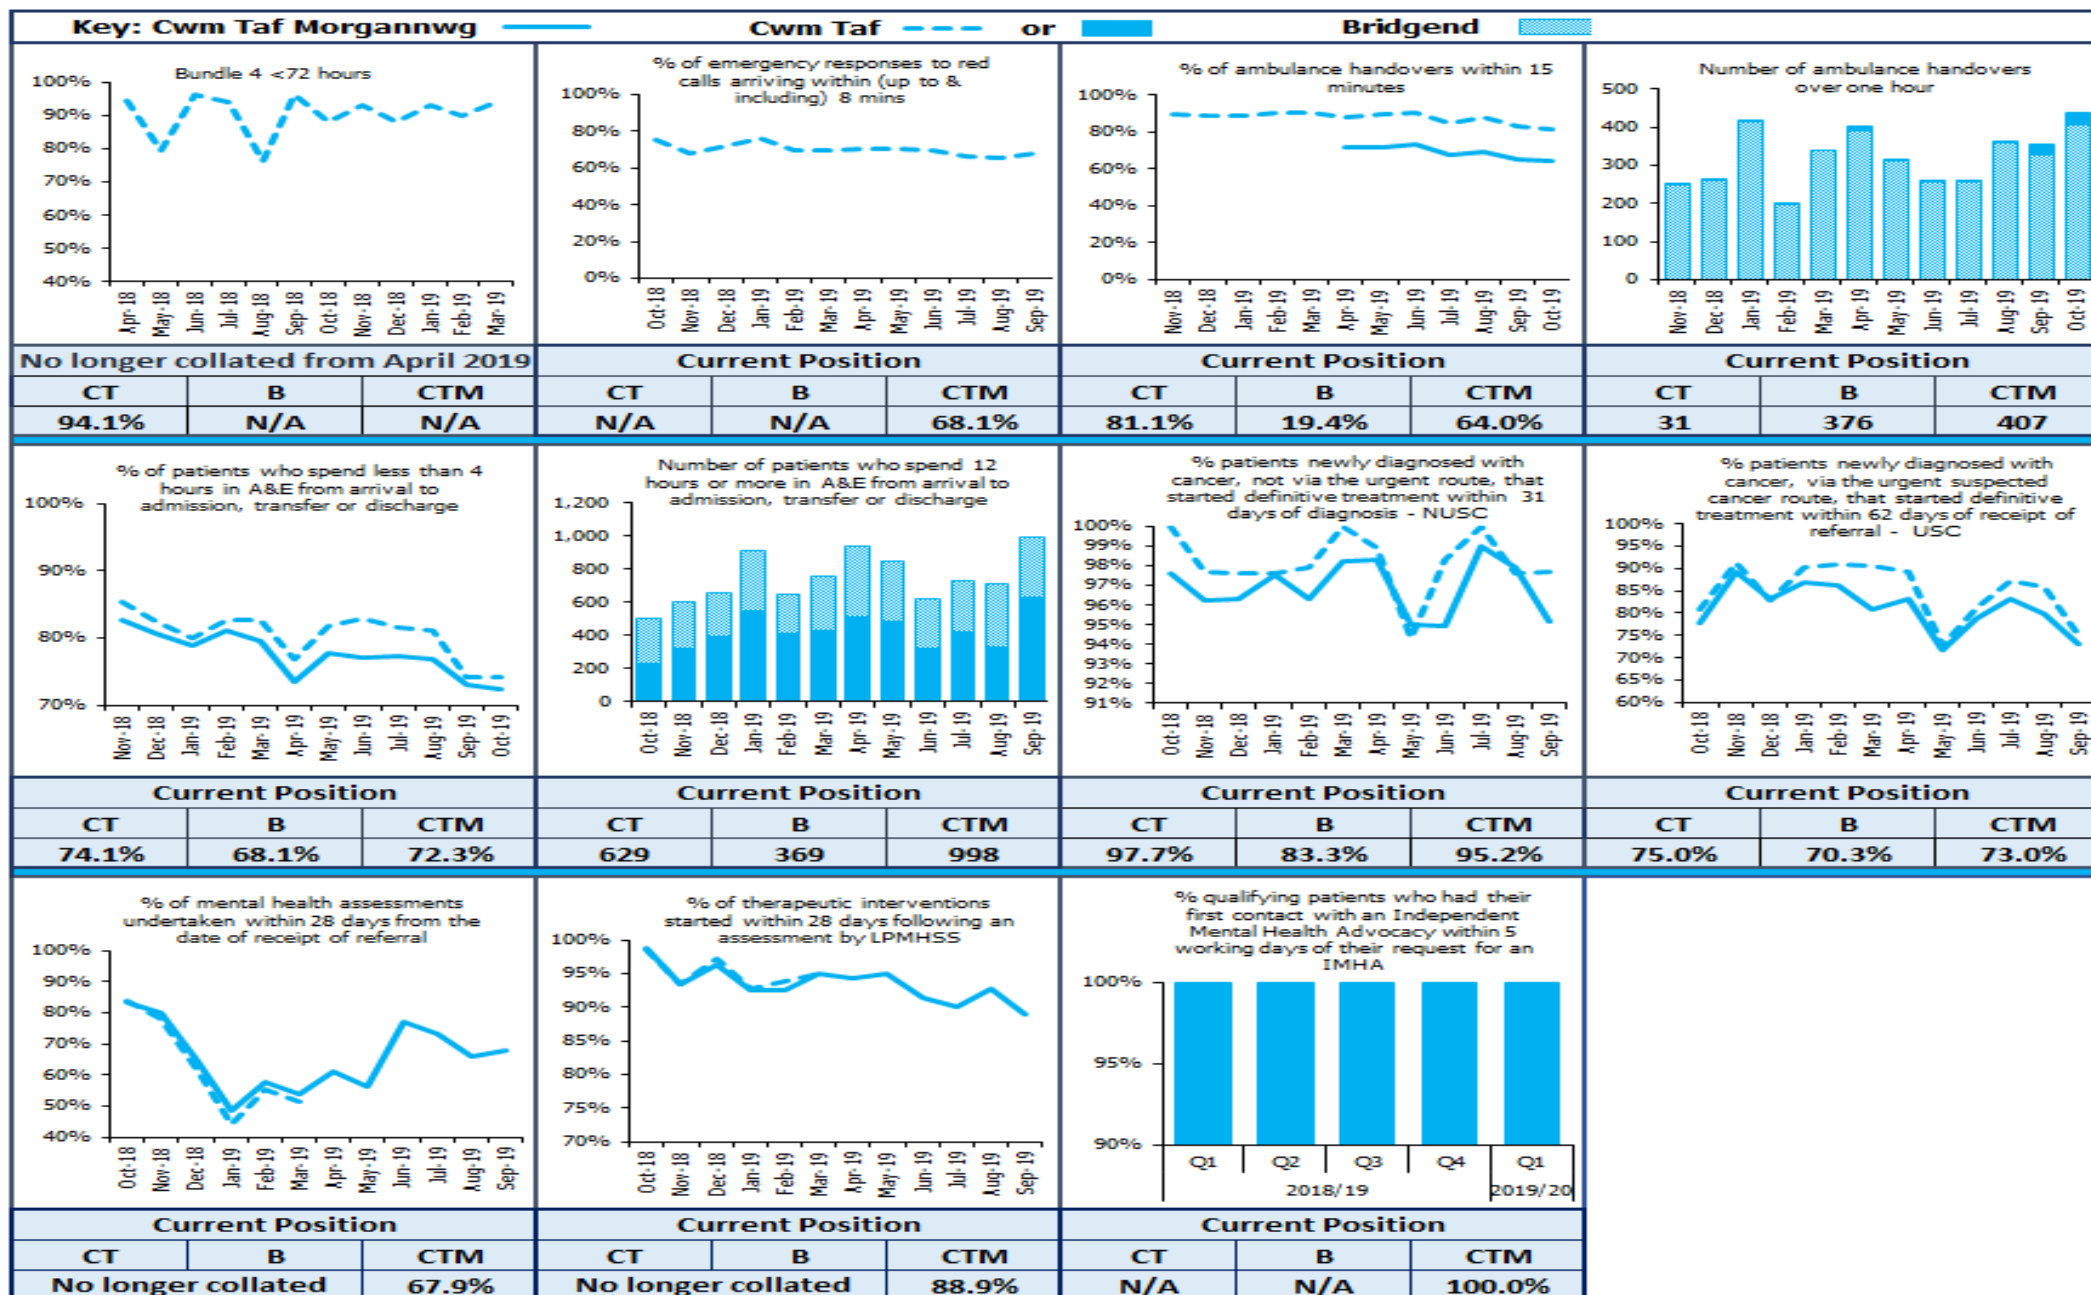 Key: Cwm Taf Morgannwg Cwm Taf or Bridgend
Bundle 4 <72 hours
100%
90%
80%
70%
60%
50%
40%
Apr-18 May-18 Jun-18 Jul-18 Aug-18 Sep-18 Oct-18 Nov-18 Dec-18 Jan-19 Feb-19 Mar-19
No longer collated from April 2019
CT B CTM
94.1% N/A N/A
% of emergency responses to red
calls arriving within (up to &
including) 8 mins
100%
80%
60%
40%
20%
0%
Oct-18 Nov-18 Dec-18 Jan-19 Feb-19 Mar-19 Apr-19 May-19 Jun-19 Jul-19 Aug-19 Sep-19
Current Position
CT B CTM
N/A N/A 68.1%
% of ambulance handovers within 15
minutes
100%
80%
60%
40%
20%
0%
Nov-18 Dec-18 Jan-19 Feb-19 Mar-19 Apr-19 May-19 Jun-19 Jul-19 Aug-19 Sep-19 Oct-19
Current Position
CT B CTM
81.1% 19.4% 64.0%
Number of ambulance handovers
over one hour
500
400
300
200
100
0
Nov-18 Dec-18 Jan-19 Feb-19 Mar-19 Apr-19 May-19 Jun-19 Jul-19 Aug-19 Sep-19 Oct-19
Current Position
CT B CTM
31 376 407
% of patients who spend less than 4
hours in A&E from arrival to
admission, transfer or discharge
100%
90%
80%
70%
Nov-18 Dec-18 Jan-19 Feb-19 Mar-19 Apr-19 May-19 Jun-19 Jul-19 Aug-19 Sep-19 Oct-19
Current Position
CT B CTM
74.1% 68.1% 72.3%
Number of patients who spend 12
hours or more in A&E from arrival to
admission, transfer or discharge
1,200
1,000
800
600
400
200
0
Oct-18 Nov-18 Dec-18 Jan-19 Feb-19 Mar-19 Apr-19 May-19 Jun-19 Jul-19 Aug-19 Sep-19
Current Position
CT B CTM
629 369 998
% patients newly diagnosed with
cancer, not via the urgent route, that
started definitive treatment within 31
days of diagnosis - NUSC
100%
99%
98%
97%
96%
95%
94%
93%
92%
91%
Oct-18 Nov-18 Dec-18 Jan-19 Feb-19 Mar-19 Apr-19 May-19 Jun-19 Jul-19 Aug-19 Sep-19
Current Position
CT B CTM
97.7% 83.3% 95.2%
% patients newly diagnosed with
cancer, via the urgent suspected
cancer route, that started definitive
treatment within 62 days of receipt of
referral - USC
100%
95%
90%
85%
80%
75%
70%
65%
60%
Oct-18 Nov-18 Dec-18 Jan-19 Feb-19 Mar-19 Apr-19 May-19 Jun-19 Jul-19 Aug-19 Sep-19
Current Position
CT B CTM
75.0% 70.3% 73.0%
% of mental health assessments
undertaken within 28 days from the
date of receipt of referral
100%
90%
80%
70%
60%
50%
40%
Oct-18 Nov-18 Dec-18 Jan-19 Feb-19 Mar-19 Apr-19 May-19 Jun-19 Jul-19 Aug-19 Sep-19
Current Position
CT B CTM
No longer collated 67.9%
% of therapeutic interventions
started within 28 days following an
assessment by LPMHSS
100%
95%
90%
85%
80%
75%
70%
Oct-18 Nov-18 Dec-18 Jan-19 Feb-19 Mar-19 Apr-19 May-19 Jun-19 Jul-19 Aug-19 Sep-19
Current Position
CT B CTM
No longer collated 88.9%
% qualifying patients who had their
first contact with an Independent
Mental Health Advocacy within 5
working days of their request for an
IMHA
100%
95%
90%
Q1 Q2 Q3 Q4 Q1
2018/19 2019/20
Current Position
CT B CTM
N/A N/A 100.0%